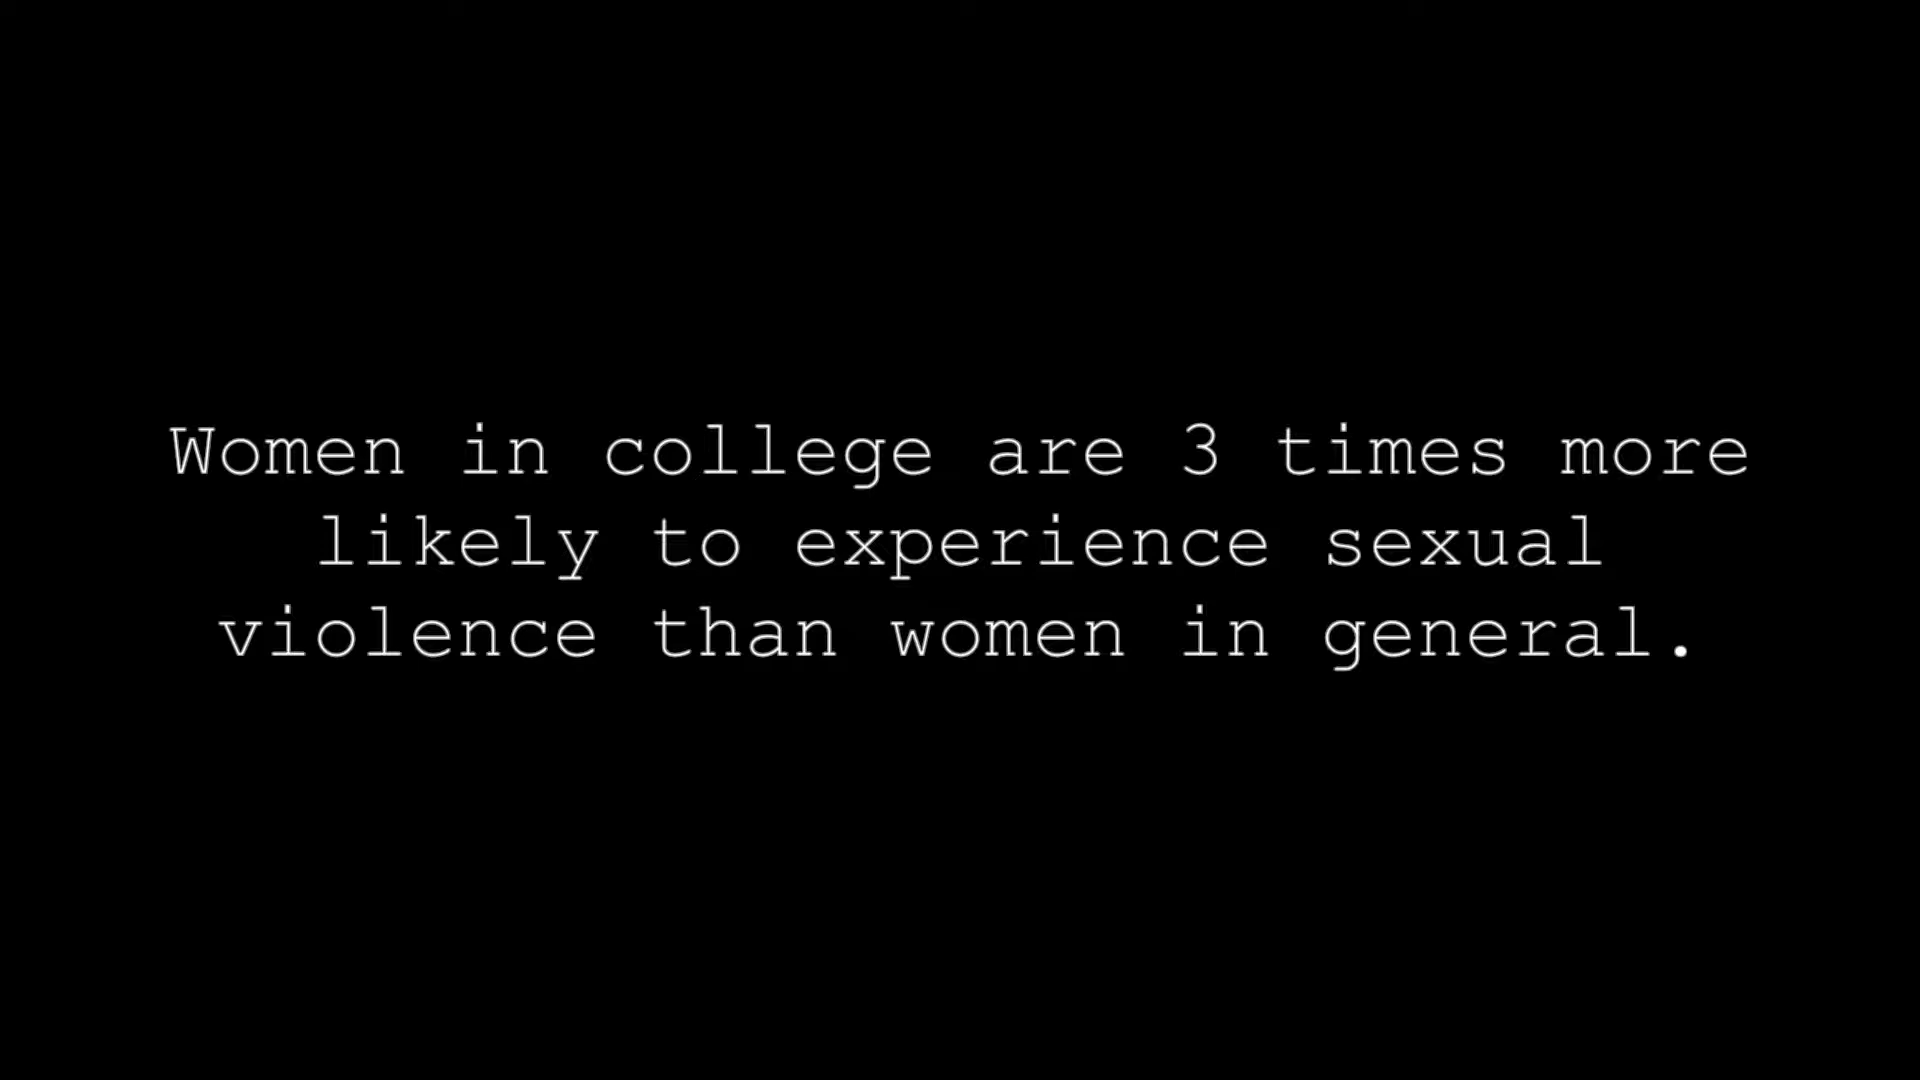 Women in college are 3 times more
likely to experience sexual
violence than women in general.